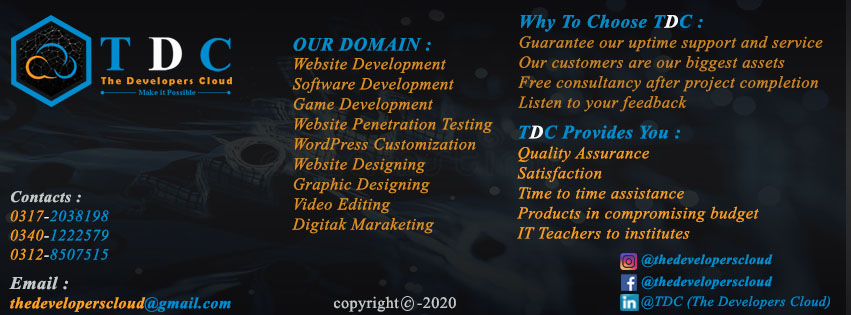 TDC
The Developers Cloud
Make it Possible
Contacts :
0317-2038198
0340-1222579
0312-8507515
Email :
thedeveloperscloud@gmail.com
OUR DOMAIN :
Website Development
Software Development
Game Development
Website Penetration Testing
WordPress Customization
Website Designing
Graphic Designing
Video Editing
Digitak Maraketing
copyright©-2020
Why To Choose TDC :
Guarantee our uptime support and service
Our customers are our biggest assets
Free consultancy after project completion
Listen to your feedback
TDC Provides You :
Quality Assurance
Satisfaction
Time to time assistance
Products in compromising budget
IT Teachers to institutes
@thedeveloperscloud
@thedeveloperscloud
@TDC (The Developers Cloud)